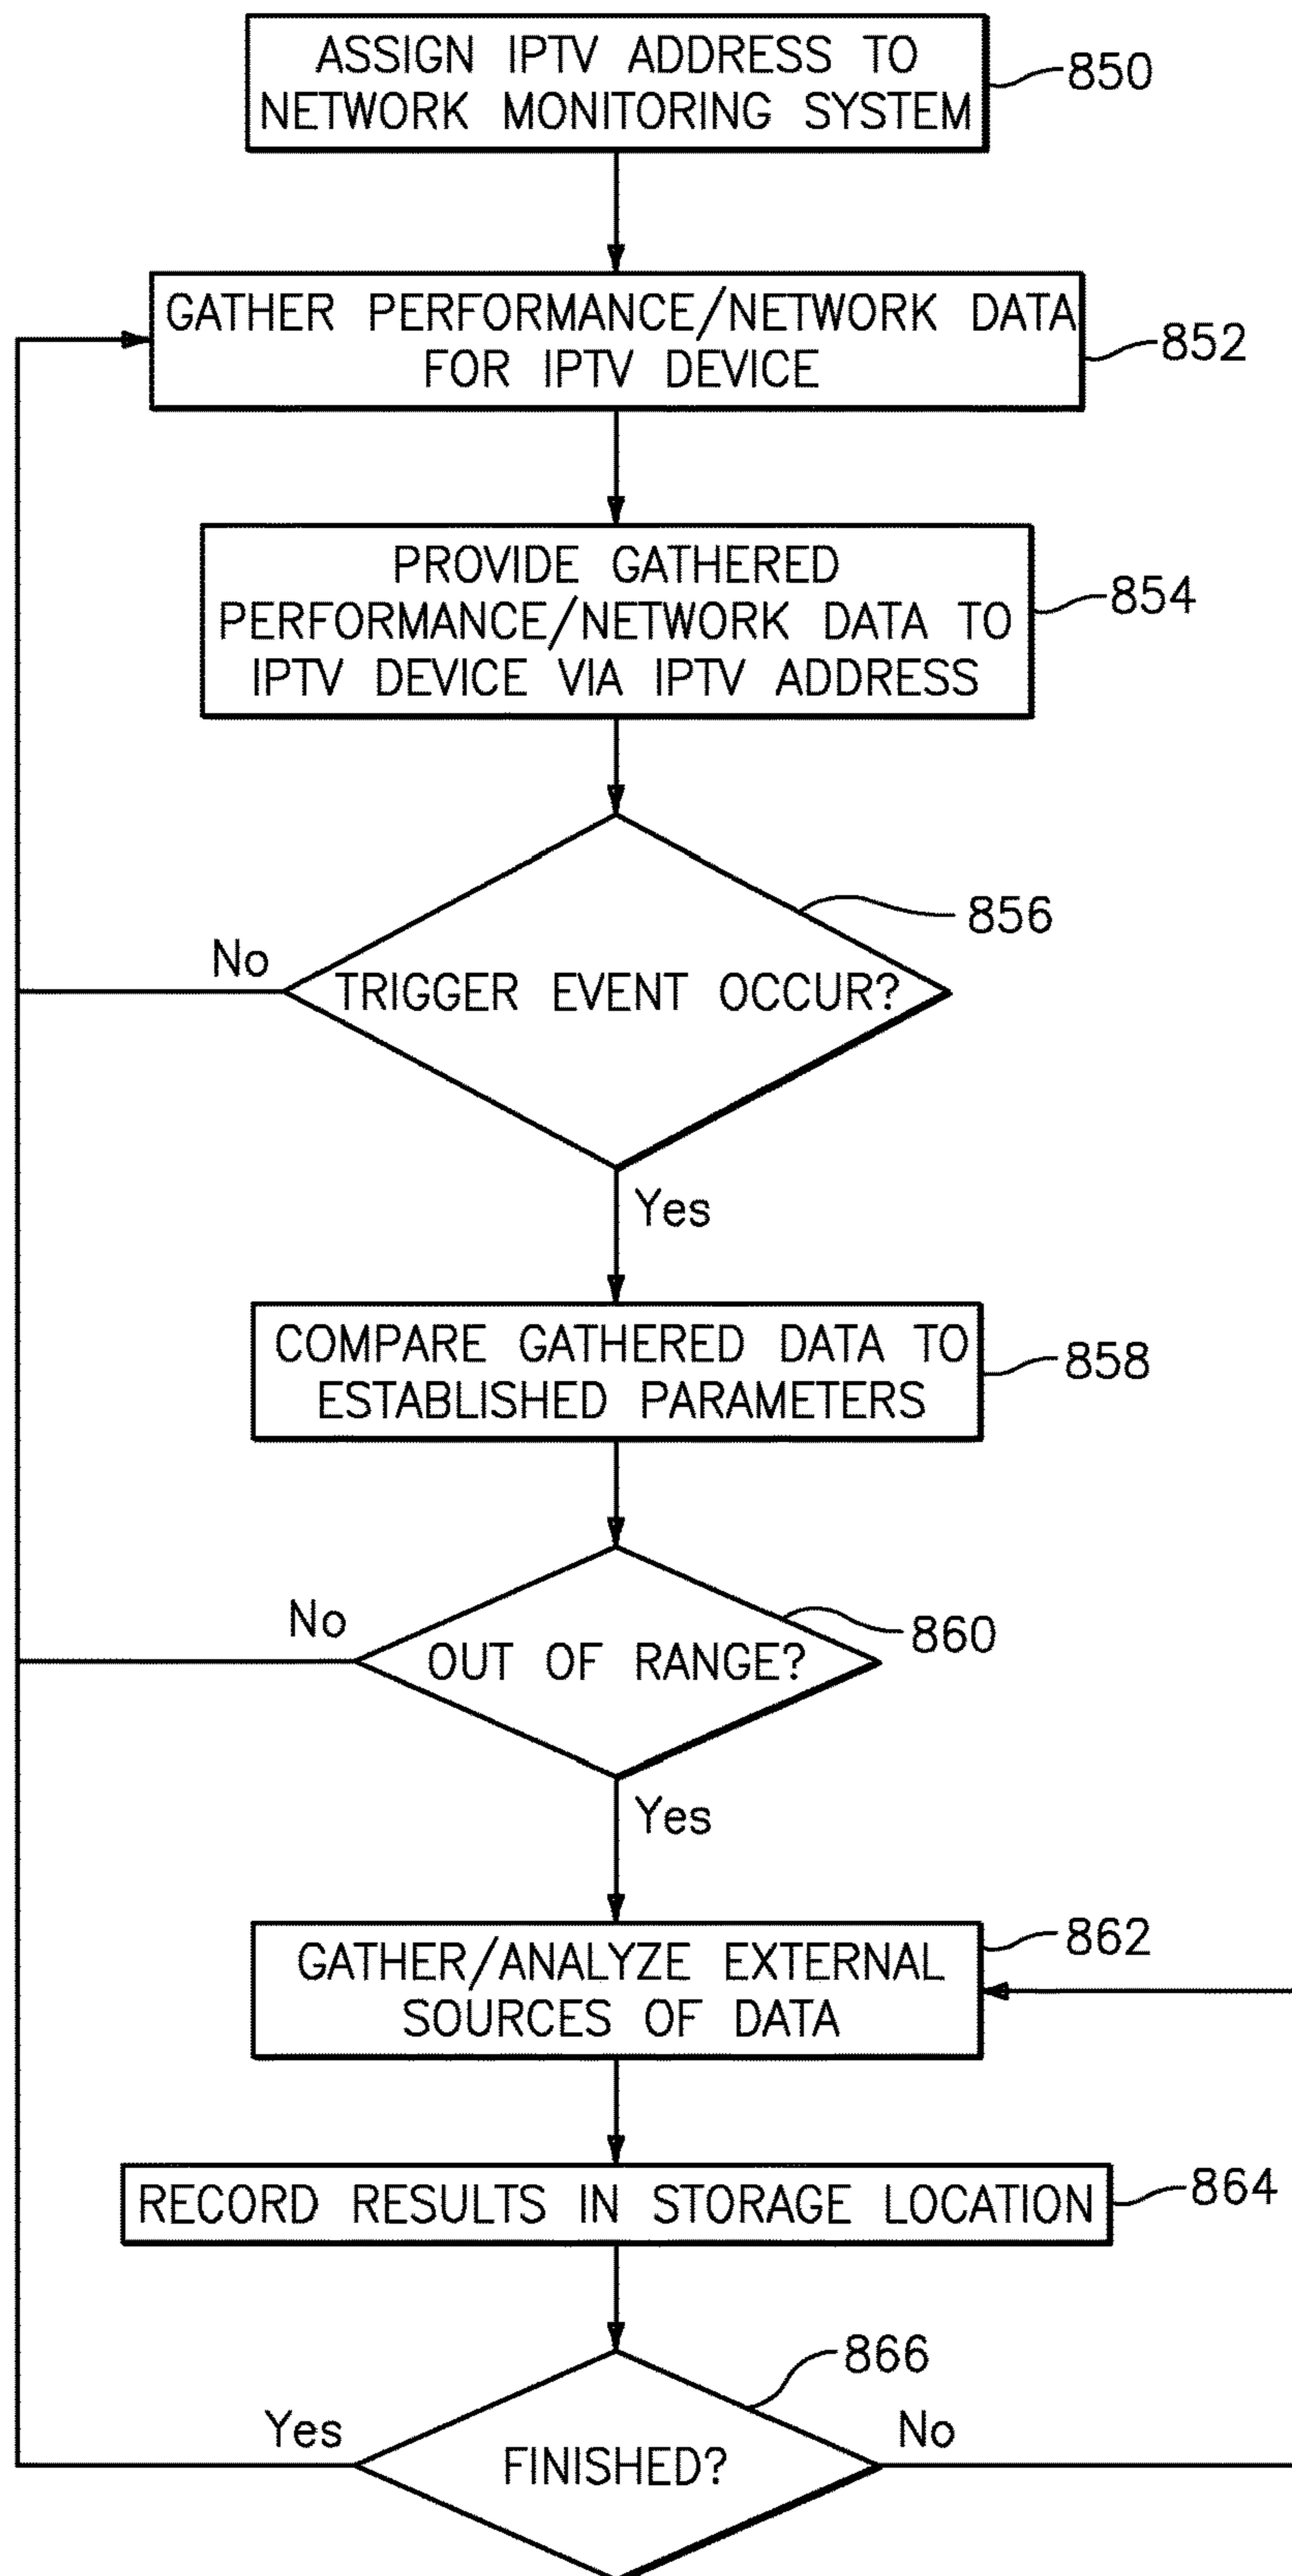 ASSIGN IPTV ADDRESS TO
NETWORK MONITORING SYSTEM
850
GATHER PERFORMANCE/NETWORK DATA
FOR IPTV DEVICE
852
PROVIDE GATHERED
PERFORMANCE/NETWORK DATA TO
IPTV DEVICE VIA IPTV ADDRESS
854
856
No
TRIGGER EVENT OCCUR?
Yes
COMPARE GATHERED DATA TO
ESTABLISHED PARAMETERS
858
No
860
OUT OF RANGE?
Yes
862
GATHER/ANALYZE EXTERNAL
SOURCES OF DATA
RECORD RESULTS IN STORAGE LOCATION
864
866
Yes
No
FINISHED?